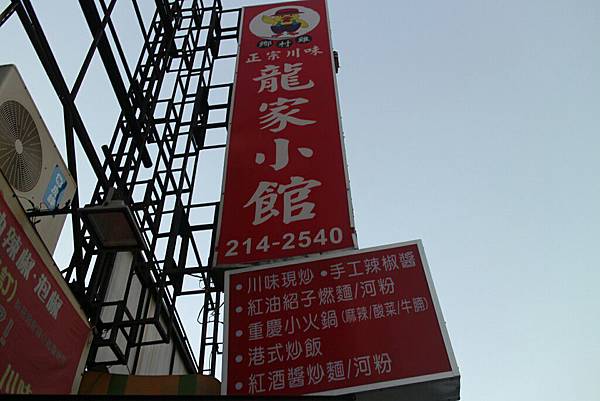 鄉村雞
正宗川味
龍家小館
214-2540
•川味現炒 •手工辣椒醬
•紅油紹子燃麵/河粉
•重慶小火鍋(麻辣/酸菜/牛腩)
•港式炒飯
•紅酒醬炒麵/河粉
辣椒‧泡椒
川味